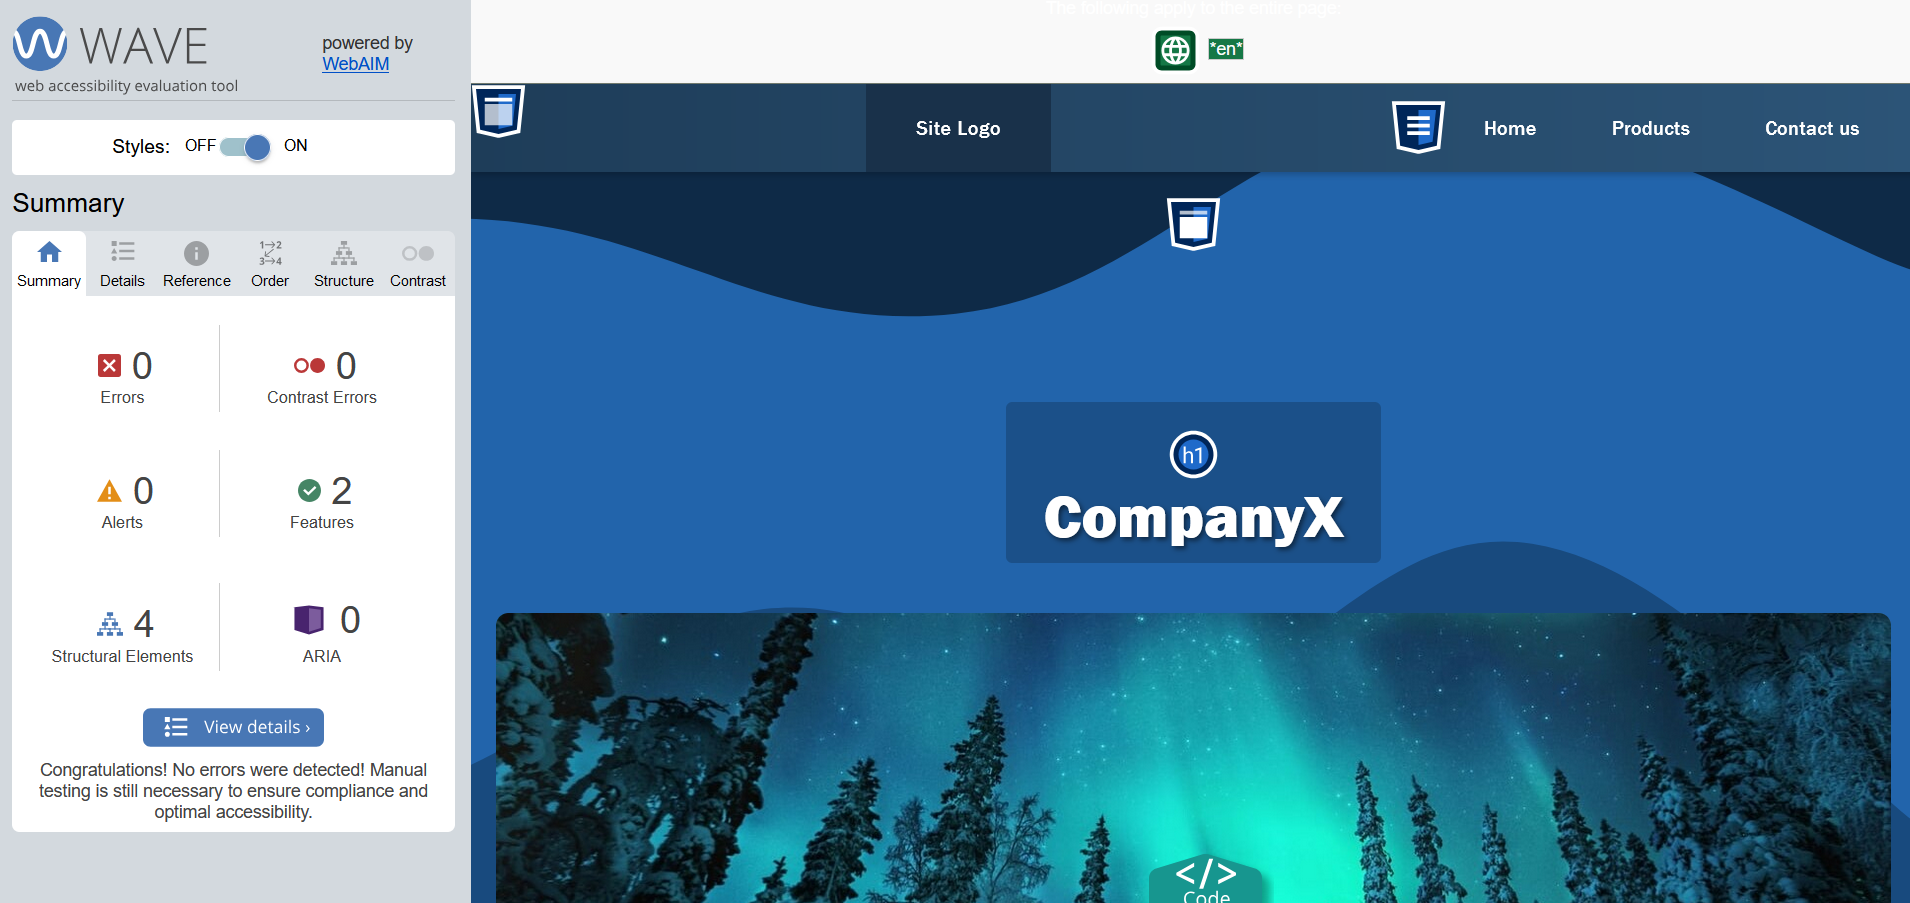 WAVE
powered by
WebAIM
web accessibility evaluation tool
Styles: OFF ON
Summary
Summary Details Reference Order Structure Contrast
0
Errors
0
Contrast Errors
0
Alerts
2
Features
4
Structural Elements
0
ARIA
View details ›
Congratulations! No errors were detected! Manual
testing is still necessary to ensure compliance and
optimal accessibility.
The following apply to the entire page:
*en*
Site Logo
Home Products Contact us
h1
CompanyX
</>
Code